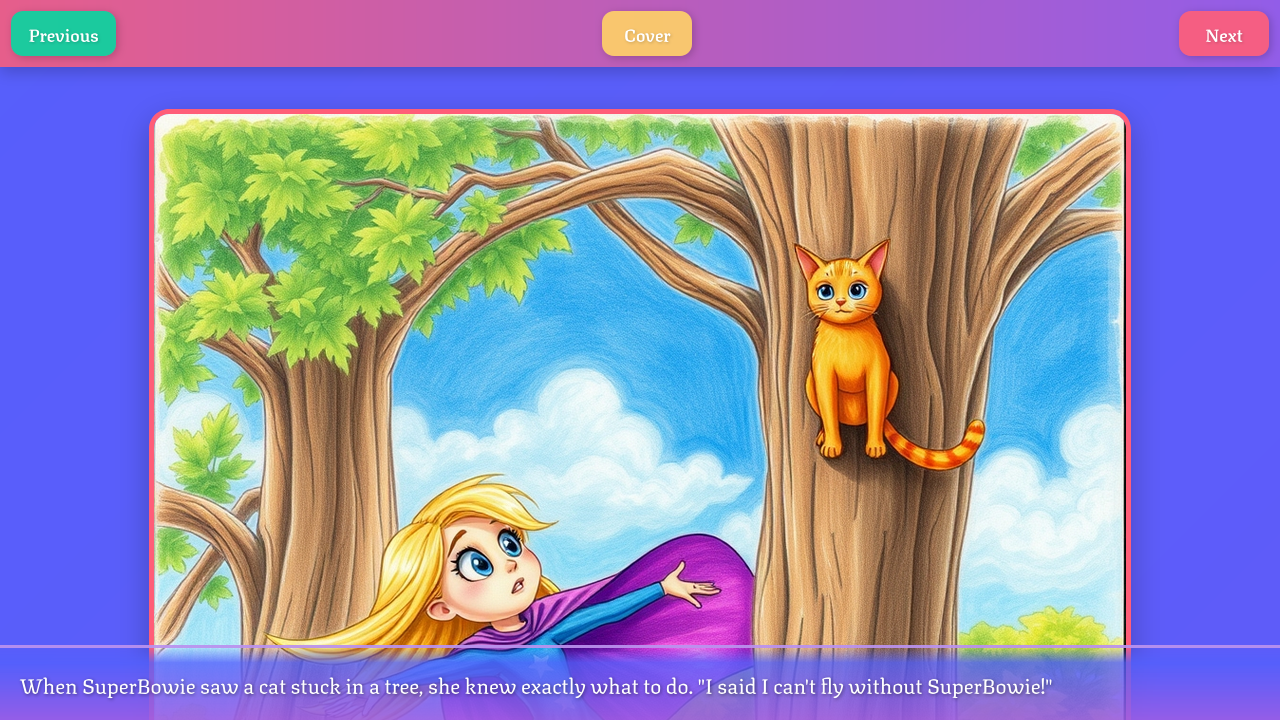 Previous
Cover
Next
When SuperBowie saw a cat stuck in a tree, she knew exactly what to do. "I said I can't fly without SuperBowie!"